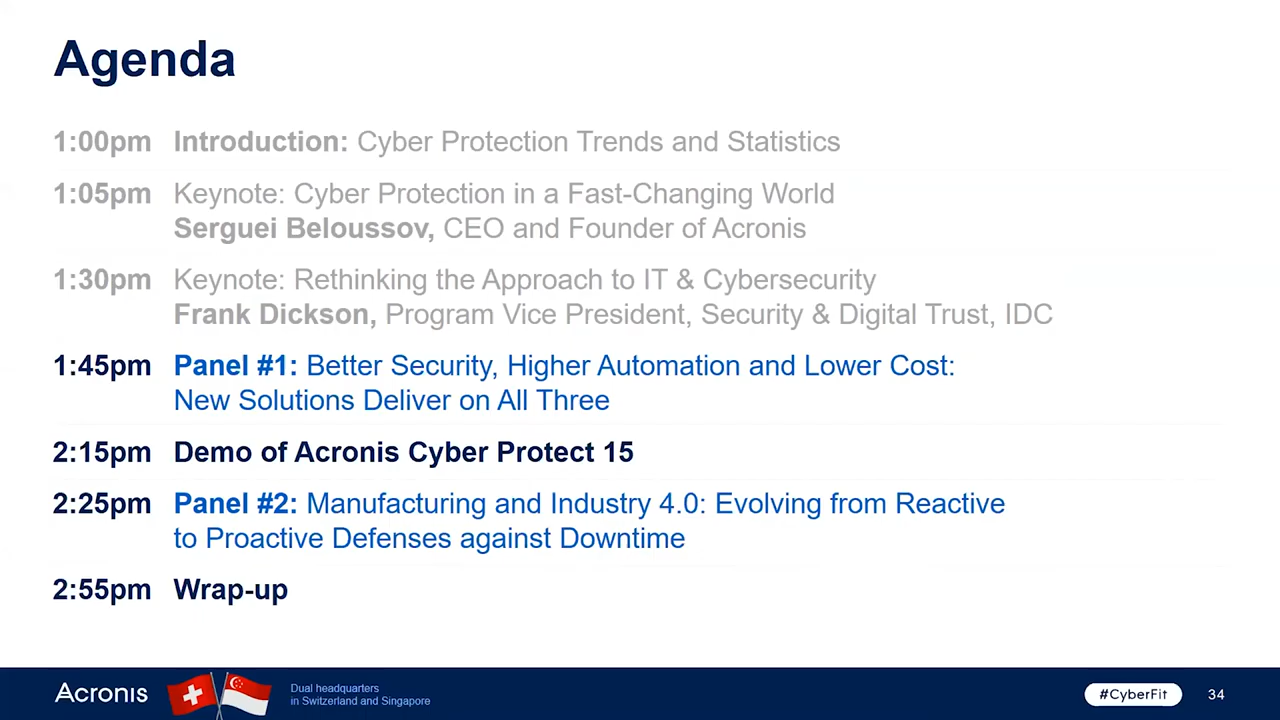 Agenda
1:00pm Introduction: Cyber Protection Trends and Statistics
1:05pm Keynote: Cyber Protection in a Fast-Changing World
Serguei Beloussov, CEO and Founder of Acronis
1:30pm Keynote: Rethinking the Approach to IT & Cybersecurity
Frank Dickson, Program Vice President, Security & Digital Trust, IDC
1:45pm Panel #1: Better Security, Higher Automation and Lower Cost:
New Solutions Deliver on All Three
2:15pm Demo of Acronis Cyber Protect 15
2:25pm Panel #2: Manufacturing and Industry 4.0: Evolving from Reactive
to Proactive Defenses against Downtime
2:55pm Wrap-up
Acronis
Dual headquarters
in Switzerland and Singapore
#CyberFit
34